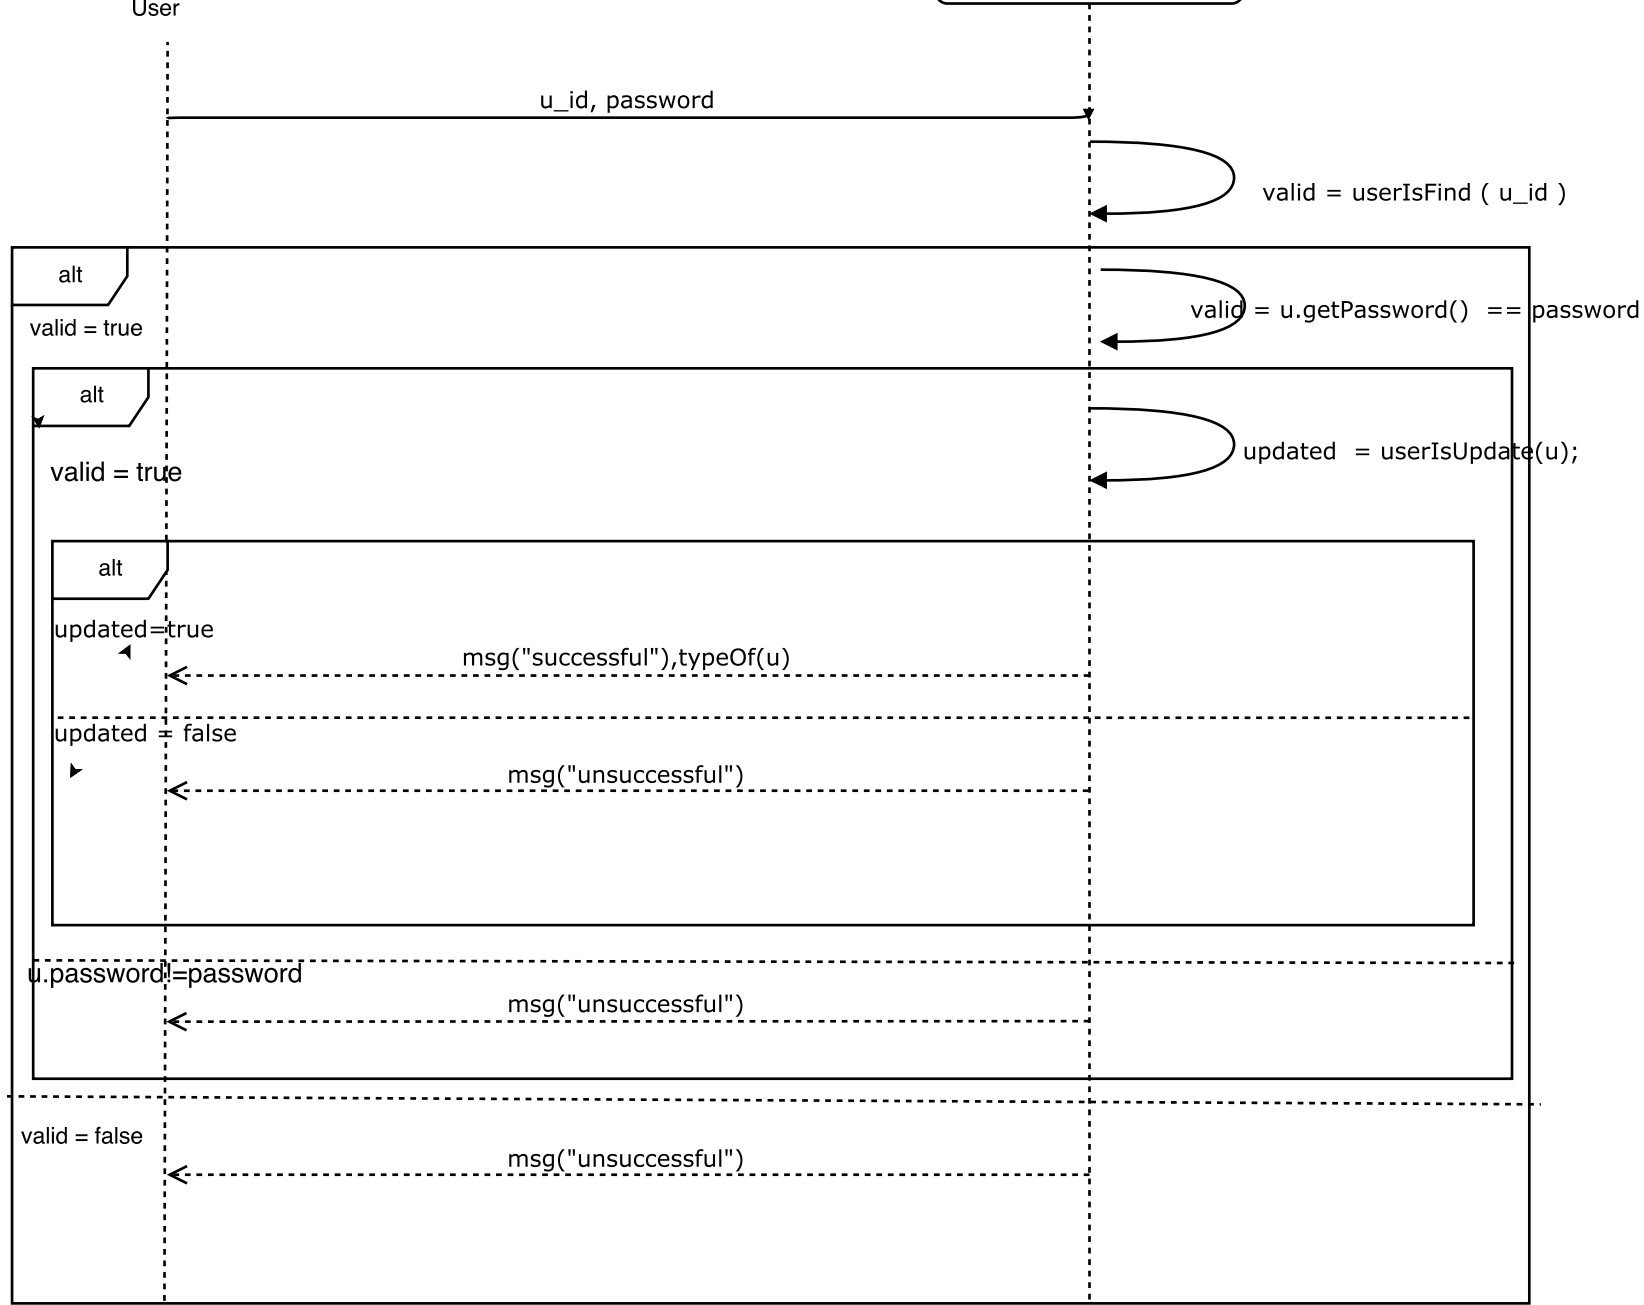 User
u_id, password
valid = userIsFind ( u_id )
alt
valid = u.getPassword()  == password
valid = true
alt
updated  = userIsUpdate(u);
valid = true
alt
updated=true
msg("successful"),typeOf(u)
updated = false
msg("unsuccessful")
u.password!=password
msg("unsuccessful")
valid = false
msg("unsuccessful")